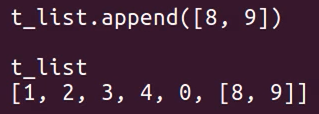 t_list.append([8, 9])
t_list
[1, 2, 3, 4, 0, [8, 9]]